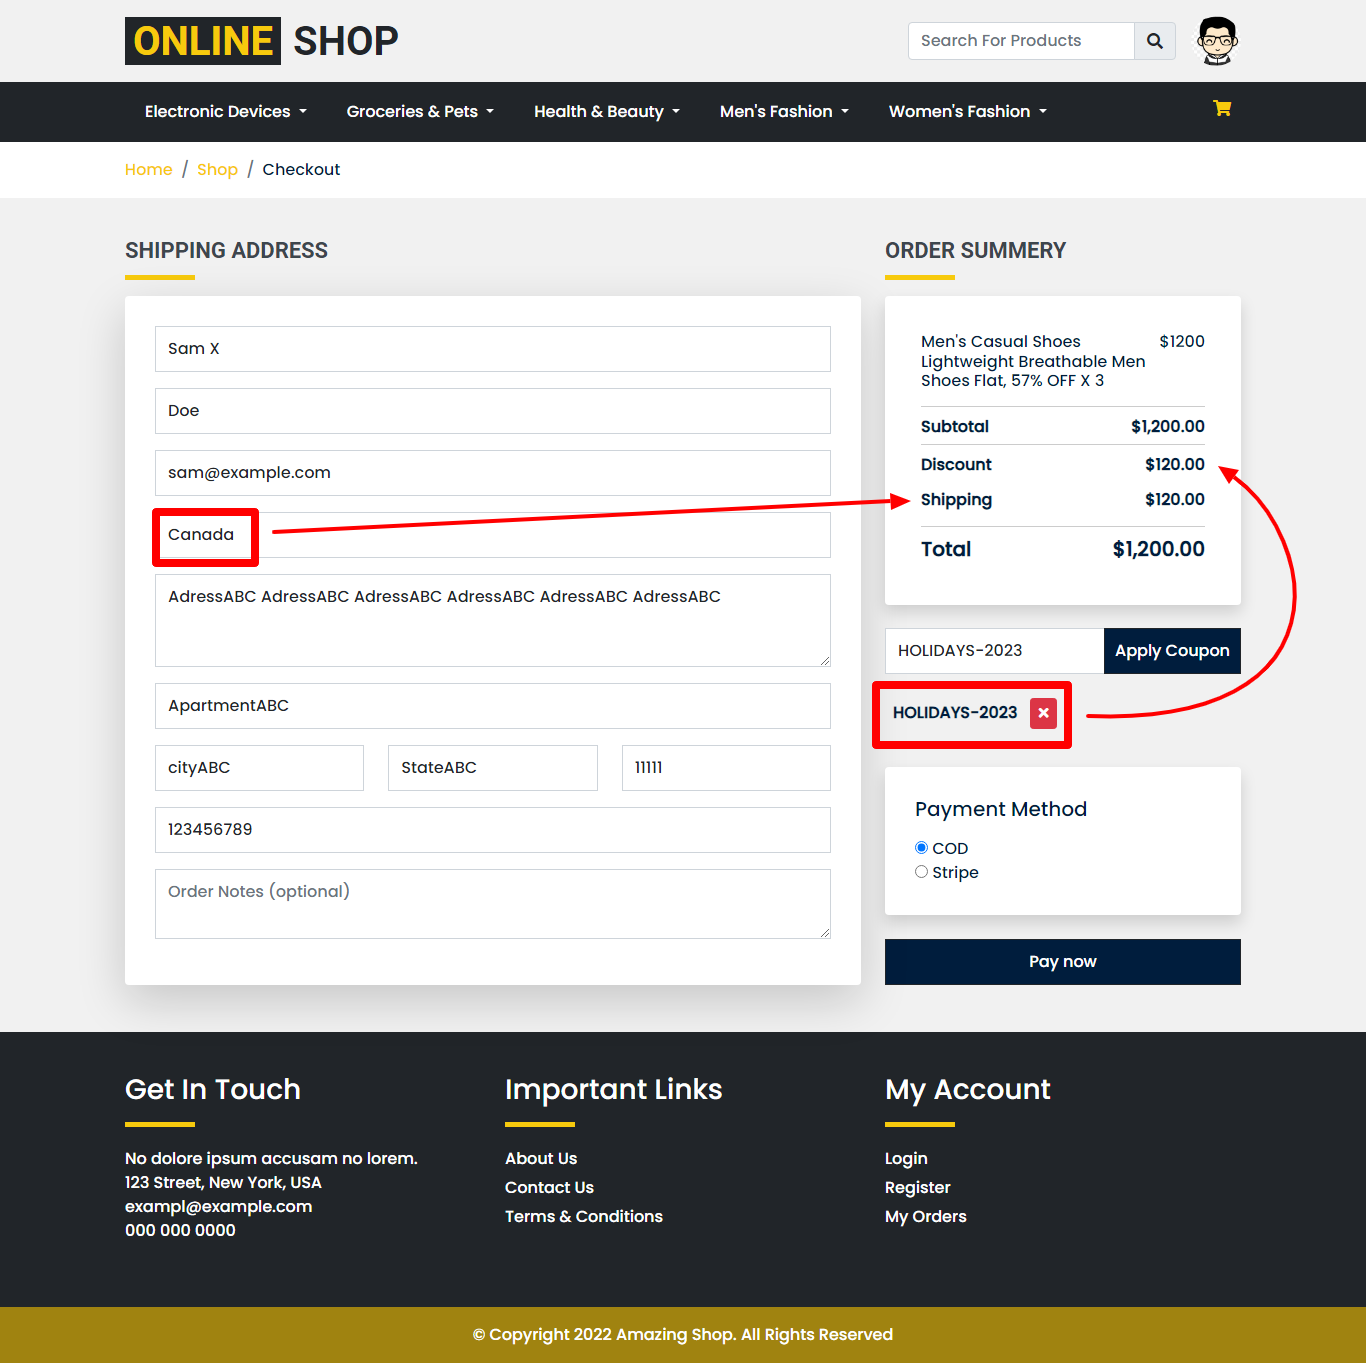 ONLINE SHOP
Search For Products
Electronic Devices
Groceries & Pets
Health & Beauty
Men's Fashion
Women's Fashion
Home / Shop / Checkout
SHIPPING ADDRESS
Sam X
Doe
sam@example.com
Canada
AdressABC AdressABC AdressABC AdressABC AdressABC AdressABC
ApartmentABC
cityABC
StateABC
11111
123456789
Order Notes (optional)
ORDER SUMMERY
Men's Casual Shoes $1200
Lightweight Breathable Men
Shoes Flat, 57% OFF X 3
Subtotal $1,200.00
Discount $120.00
Shipping $120.00
Total $1,200.00
HOLIDAYS-2023 Apply Coupon
HOLIDAYS-2023
Payment Method
COD
Stripe
Pay now
Get In Touch
No dolore ipsum accusam no lorem.
123 Street, New York, USA
exampl@example.com
000 000 0000
Important Links
About Us
Contact Us
Terms & Conditions
My Account
Login
Register
My Orders
© Copyright 2022 Amazing Shop. All Rights Reserved